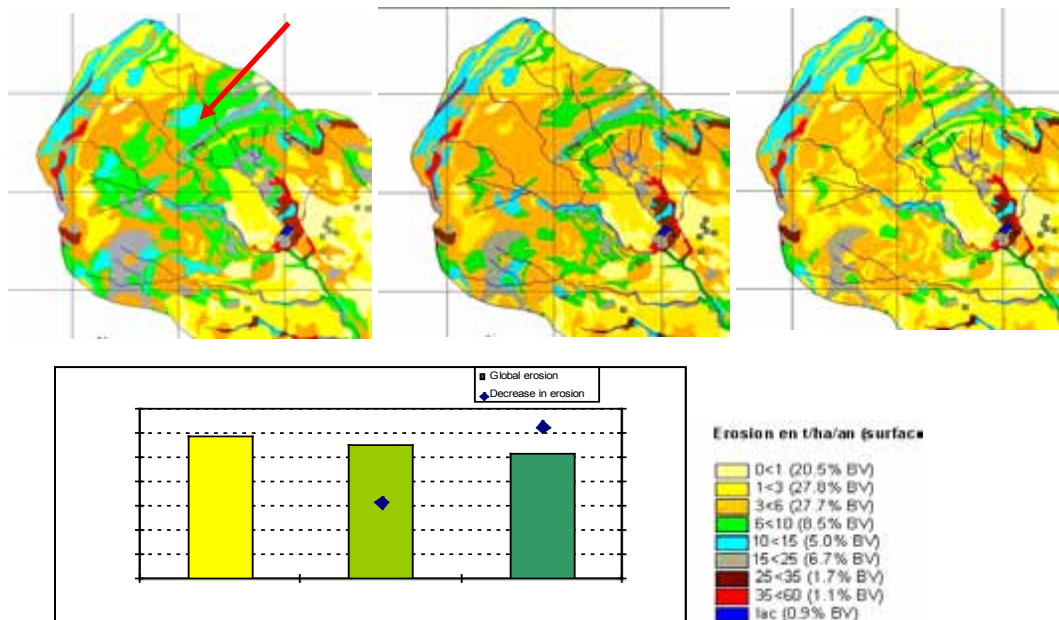 Global erosion
Decrease in erosion
Erosion en t/ha/an (surfac
0<1 (20.5% BV)
1<3 (27.8% BV)
3<6 (27.7% BV)
6<10 (8.5% BV)
10<15 (5.0% BV)
15<25 (6.7% BV)
25<35 (1.7% BV)
35<60 (1.1% BV)
lac (0.9% BV)